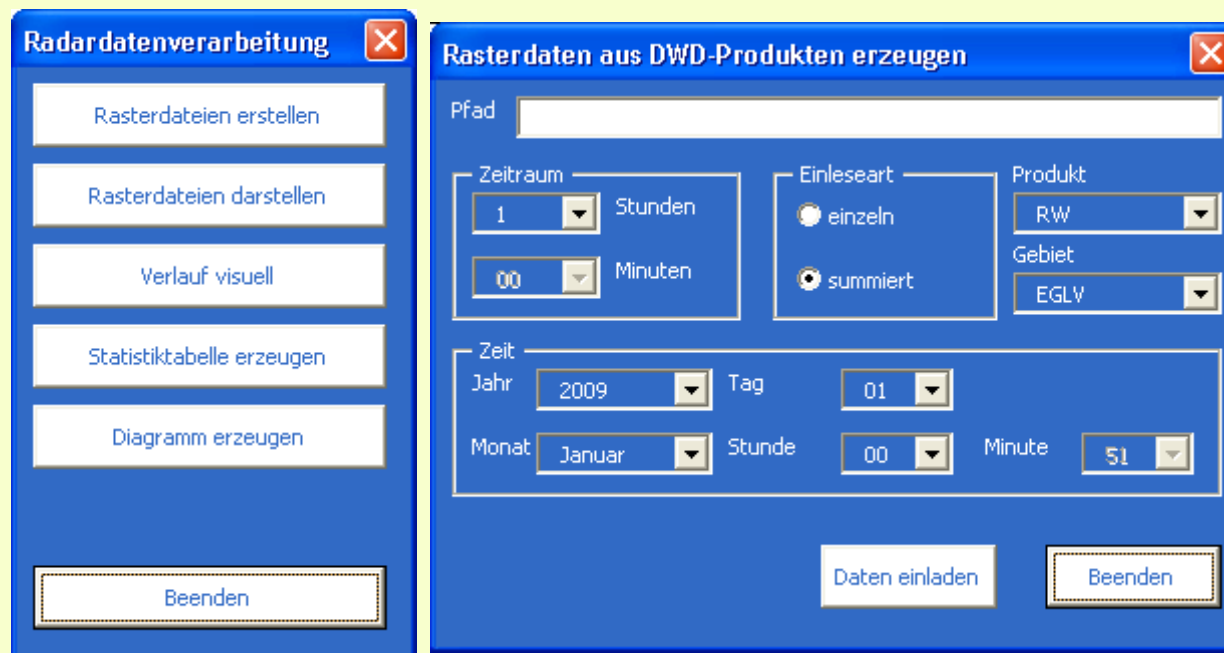 Radardatenverarbeitung
Rasterdateien erstellen
Rasterdateien darstellen
Verlauf visuell
Statistiktabelle erzeugen
Diagramm erzeugen
Beenden
Rasterdaten aus DWD-Produkten erzeugen
Pfad
Zeitraum
1 Stunden
00 Minuten
Einleseart
einzeln
summiert
Produkt
RW
Gebiet
EGLV
Zeit
Jahr 2009 Tag 01
Monat Januar Stunde 00 Minute 51
Daten einladen Beenden